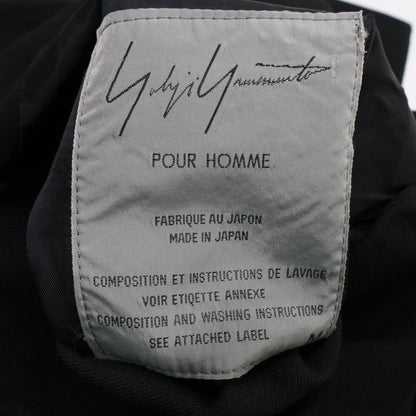 Yohji Yamamoto
POUR HOMME
FABRIQUE AU JAPON
MADE IN JAPAN
COMPOSITION ET INSTRUCTIONS DE LAVAGE
VOIR ETIQETTE ANNEXE
COMPOSITION AND WASHING INSTRUCTIONS
SEE ATTACHED LABEL